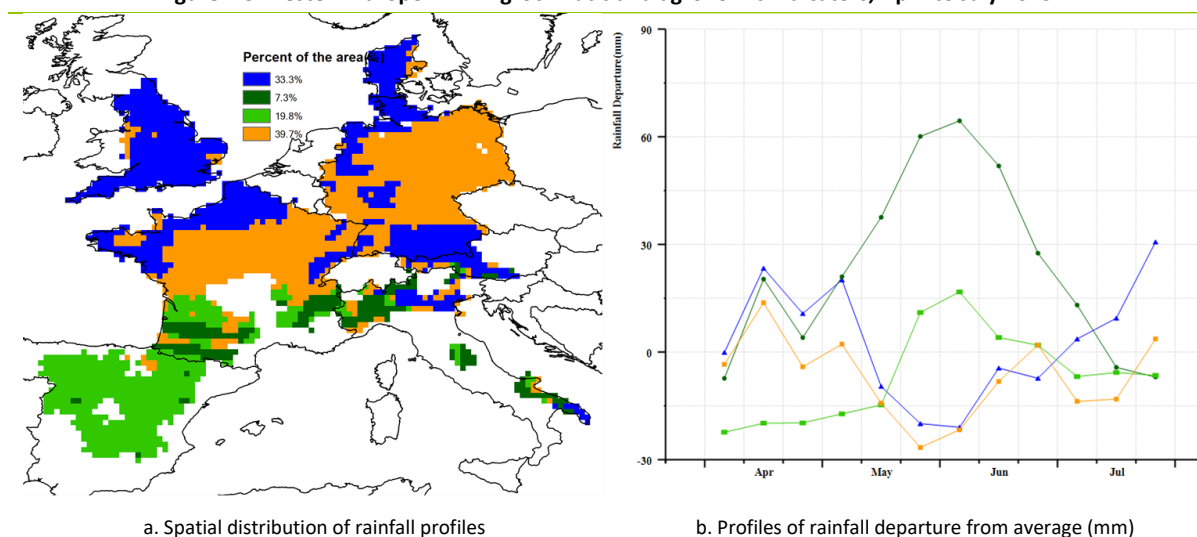 Percent of the area(%)
33.3%
7.3%
19.8%
39.7%
Rainfall Departure(mm)
90
60
30
0
-30
Apr
May
Jun
Jul
a. Spatial distribution of rainfall profiles
b. Profiles of rainfall departure from average (mm)